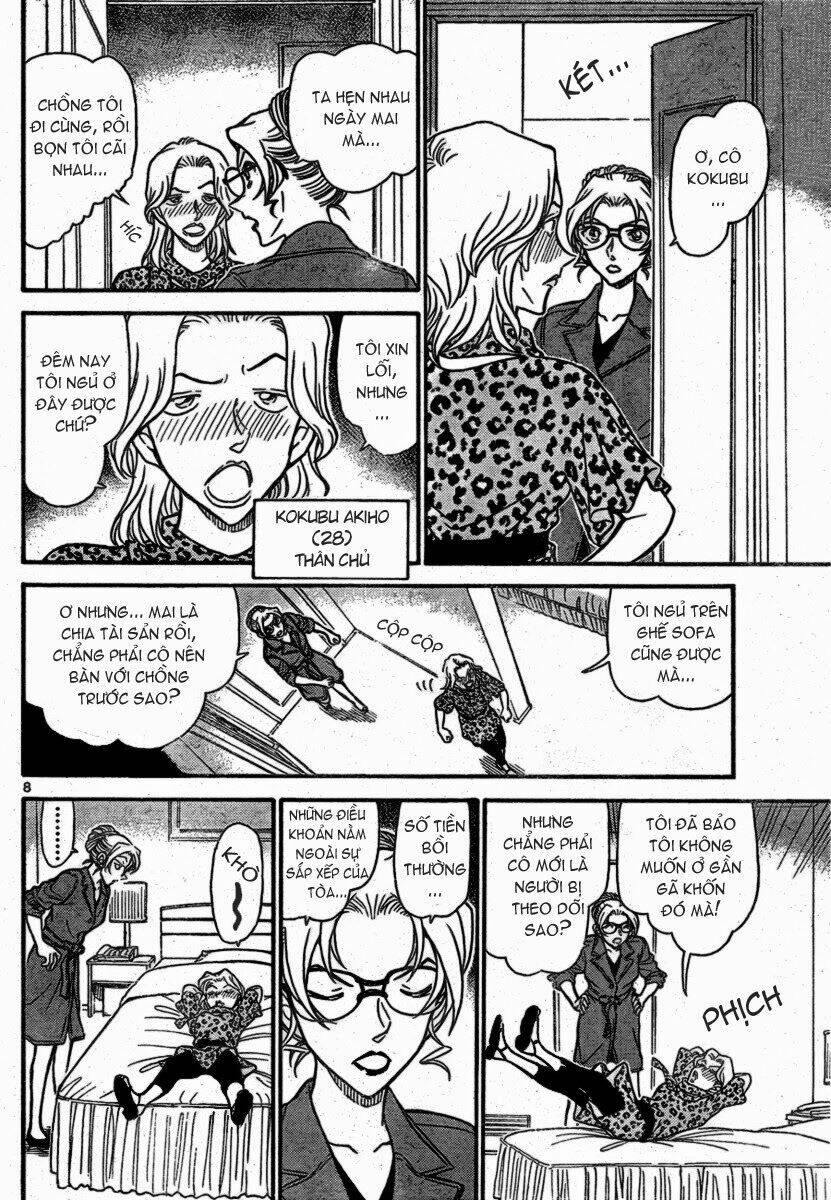 KÉT...
Ơ, CÔ
KOKUBU
...
TA HẸN NHAU
NGÀY MAI
MÀ...
CHỒNG TÔI
ĐI CÙNG, RỒI
BỌN TÔI CÃI
NHAU...
HÍC
TÔI XIN
LỖI,
NHƯNG
...
ĐÊM NAY
TÔI NGỦ Ở
ĐÂY ĐƯỢC
CHỨ?
KOKUBU AKIHO
(28)
THÂN CHỦ
TÔI NGỦ TRÊN
GHẾ SOFA
CŨNG ĐƯỢC
MÀ...
CỘP CỘP
Ơ NHƯNG... MAI LÀ
CHIA TÀI SẢN RỒI,
CHẲNG PHẢI CÔ NÊN
BÀN VỚI CHỒNG
TRƯỚC SAO?
8
TÔI ĐÃ BẢO
TÔI KHÔNG
MUỐN Ở GẦN
GÃ KHỐN
ĐÓ MÀ!
NHƯNG
CHẲNG PHẢI
CÔ MỚI LÀ
NGƯỜI BỊ
THEO DÕI
SAO?
PHỊCH
SỐ TIỀN
BỒI
THƯỜNG
...
NHỮNG ĐIỀU
KHOẢN NẰM
NGOÀI SỰ
SẮP XẾP CỦA
TÒA...
KHÒ
......